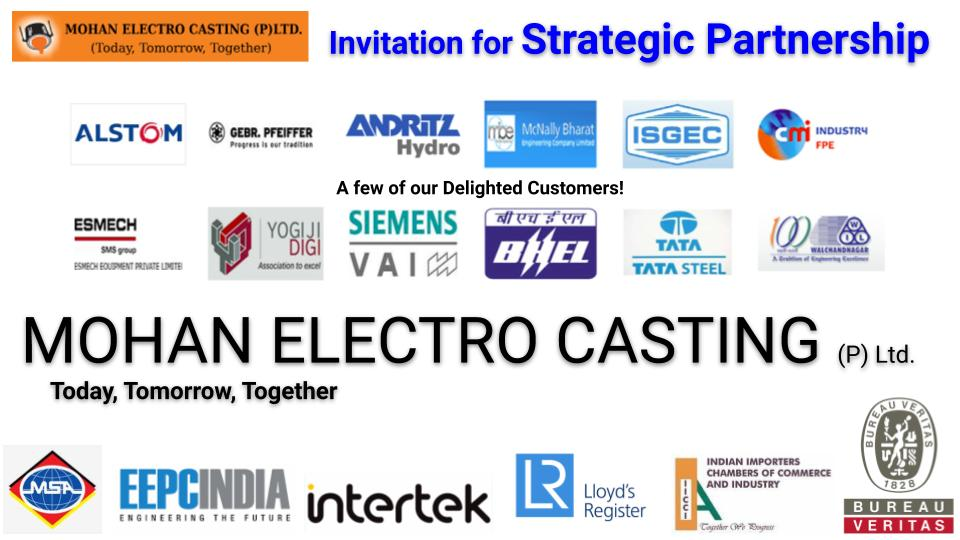 MOHAN ELECTRO CASTING (P)LTD.
(Today, Tomorrow, Together)
Invitation for Strategic Partnership
ALSTOM
GEBR. PFEIFFER
Progress is our tradition
ANDRITZ
Hydro
mbe
McNally Bharat
Engineering Company Limited
ISGEC
cmi INDUSTRY
FPE
A few of our Delighted Customers!
ESMECH
SMS group
ESMECH EQUIPMENT PRIVATE LIMITE
YOGIJI
DIGI
Association to excel
SIEMENS
VAI
बी एच ई एल
BHEL
TATA
TATA STEEL
100
WIL
WALCHANDNAGAR
A Tradition of Engineering Excellence
MOHAN ELECTRO CASTING (P) Ltd.
Today, Tomorrow, Together
MSA
EEPC INDIA
ENGINEERING THE FUTURE
intertek
LR
Lloyd's
Register
IICCI
INDIAN IMPORTERS
CHAMBERS OF COMMERCE
AND INDUSTRY
Together We Progress
BUREAU VERITAS
1828
BUREAU
VERITAS